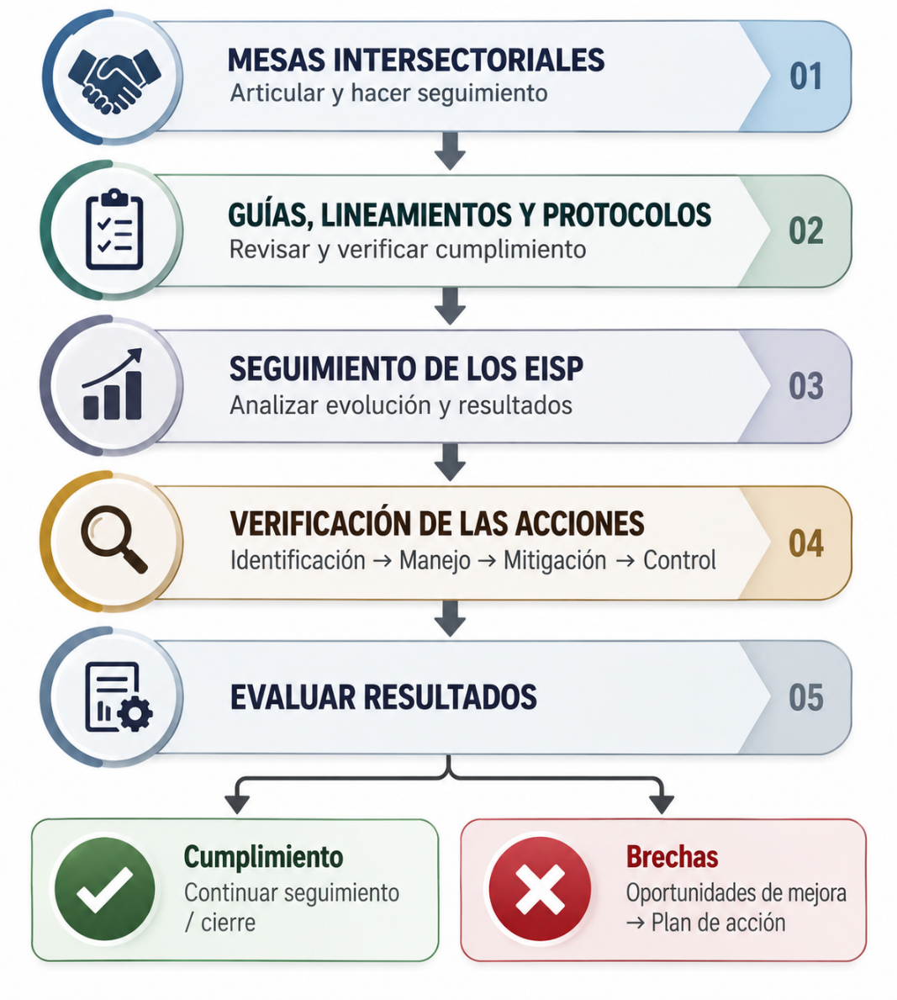 MESAS INTERSECTORIALES
Articular y hacer seguimiento
01
GUÍAS, LINEAMIENTOS Y PROTOCOLOS
Revisar y verificar cumplimiento
02
SEGUIMIENTO DE LOS EISP
Analizar evolución y resultados
03
VERIFICACIÓN DE LAS ACCIONES
Identificación → Manejo → Mitigación → Control
04
EVALUAR RESULTADOS
05
Cumplimiento
Continuar seguimiento
/ cierre
Brechas
Oportunidades de mejora
→ Plan de acción